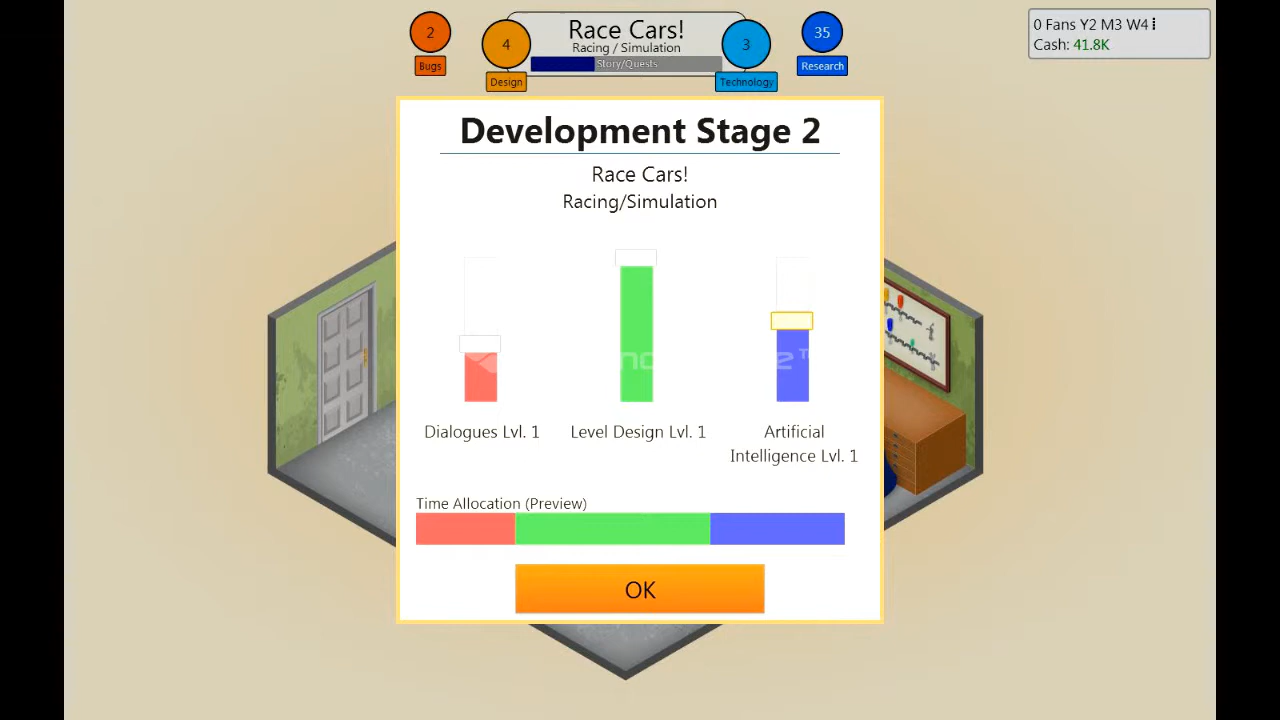 2
Bugs
4
Design
Race Cars!
Racing / Simulation
Story/Quests
3
Technology
35
Research
0 Fans Y2 M3 W4
Cash: 41.8K
Development Stage 2
Race Cars!
Racing/Simulation
Dialogues Lvl. 1
Level Design Lvl. 1
Artificial
Intelligence Lvl. 1
Time Allocation (Preview)
OK